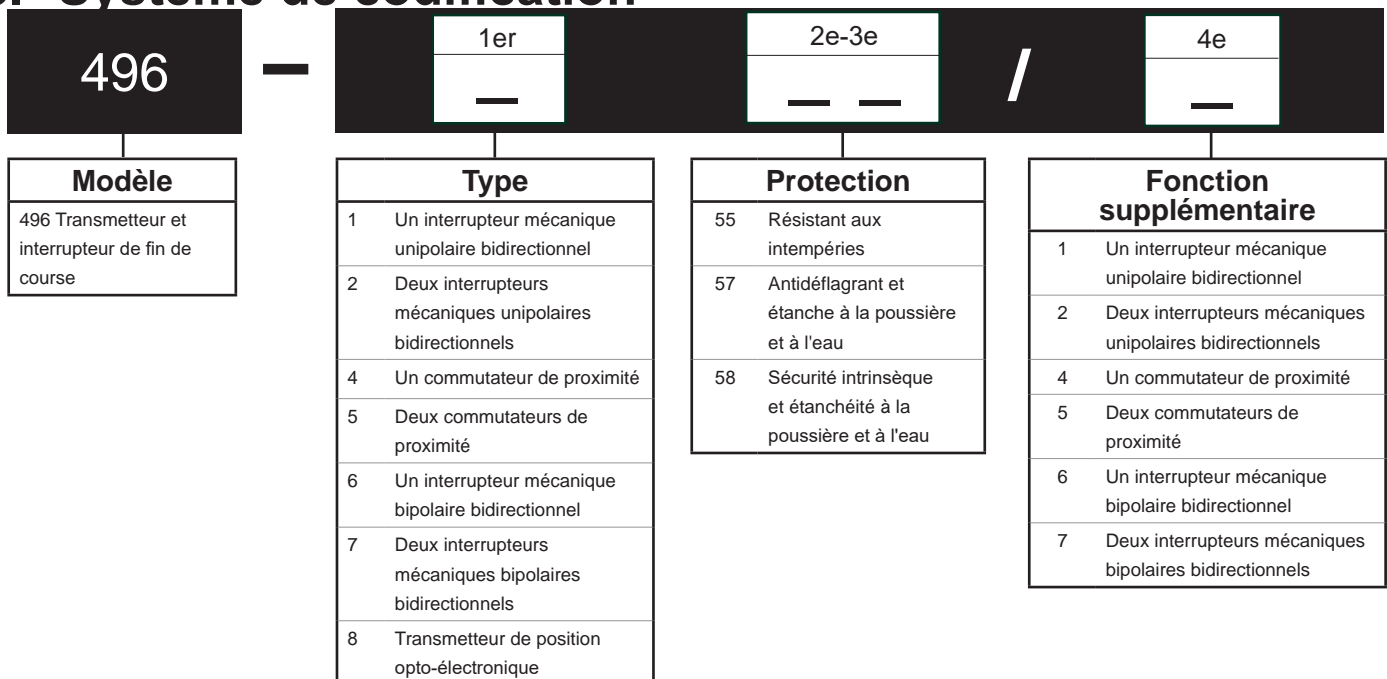 Système de codification
496 – 1er _ 2e-3e _ _ / 4e _
Modèle
496 Transmetteur et
interrupteur de fin de
course
Type
1 Un interrupteur mécanique
unipolaire bidirectionnel
2 Deux interrupteurs
mécaniques unipolaires
bidirectionnels
4 Un commutateur de proximité
5 Deux commutateurs de
proximité
6 Un interrupteur mécanique
bipolaire bidirectionnel
7 Deux interrupteurs
mécaniques bipolaires
bidirectionnels
8 Transmetteur de position
opto-électronique
Protection
55 Résistant aux
intempéries
57 Antidéflagrant et
étanche à la poussière
et à l'eau
58 Sécurité intrinsèque
et étanchéité à la
poussière et à l'eau
Fonction
supplémentaire
1 Un interrupteur mécanique
unipolaire bidirectionnel
2 Deux interrupteurs mécaniques
unipolaires bidirectionnels
4 Un commutateur de proximité
5 Deux commutateurs de
proximité
6 Un interrupteur mécanique
bipolaire bidirectionnel
7 Deux interrupteurs mécaniques
bipolaires bidirectionnels